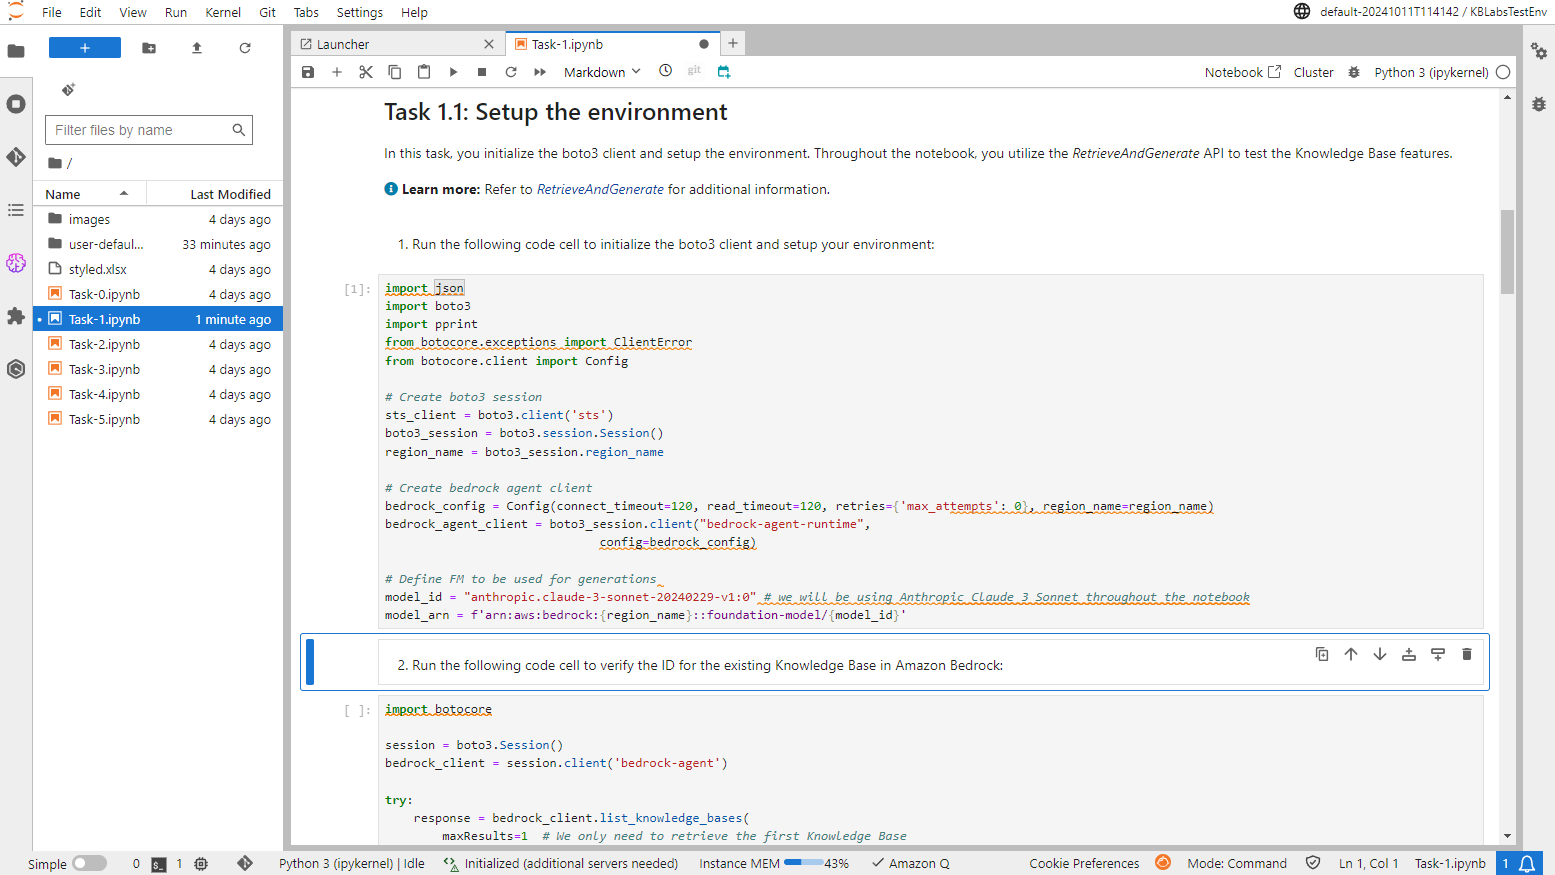 File Edit View Run Kernel Git Tabs Settings Help
default-20241011T114142 / KBLabsTestEnv
Launcher
Task-1.ipynb
Markdown
git
Notebook
Cluster
Python 3 (ipykernel)
Filter files by name
/
Name Last Modified
images 4 days ago
user-defaul... 33 minutes ago
styled.xlsx 4 days ago
Task-0.ipynb 4 days ago
Task-1.ipynb 1 minute ago
Task-2.ipynb 4 days ago
Task-3.ipynb 4 days ago
Task-4.ipynb 4 days ago
Task-5.ipynb 4 days ago
Task 1.1: Setup the environment
In this task, you initialize the boto3 client and setup the environment. Throughout the notebook, you utilize the RetrieveAndGenerate API to test the Knowledge Base features.
Learn more: Refer to RetrieveAndGenerate for additional information.
1. Run the following code cell to initialize the boto3 client and setup your environment:
[1]:
import json
import boto3
import pprint
from botocore.exceptions import ClientError
from botocore.client import Config
# Create boto3 session
sts_client = boto3.client('sts')
boto3_session = boto3.session.Session()
region_name = boto3_session.region_name
# Create bedrock agent client
bedrock_config = Config(connect_timeout=120, read_timeout=120, retries={'max_attempts': 0}, region_name=region_name)
bedrock_agent_client = boto3_session.client("bedrock-agent-runtime",
config=bedrock_config)
# Define FM to be used for generations
model_id = "anthropic.claude-3-sonnet-20240229-v1:0" # we will be using Anthropic Claude 3 Sonnet throughout the notebook
model_arn = f'arn:aws:bedrock:{region_name}::foundation-model/{model_id}'
2. Run the following code cell to verify the ID for the existing Knowledge Base in Amazon Bedrock:
[ ]:
import botocore
session = boto3.Session()
bedrock_client = session.client('bedrock-agent')
try:
response = bedrock_client.list_knowledge_bases(
maxResults=1 # We only need to retrieve the first Knowledge Base
Simple 0 1 Python 3 (ipykernel) | Idle Initialized (additional servers needed) Instance MEM 43% Amazon Q Cookie Preferences Mode: Command Ln 1, Col 1 Task-1.ipynb 1